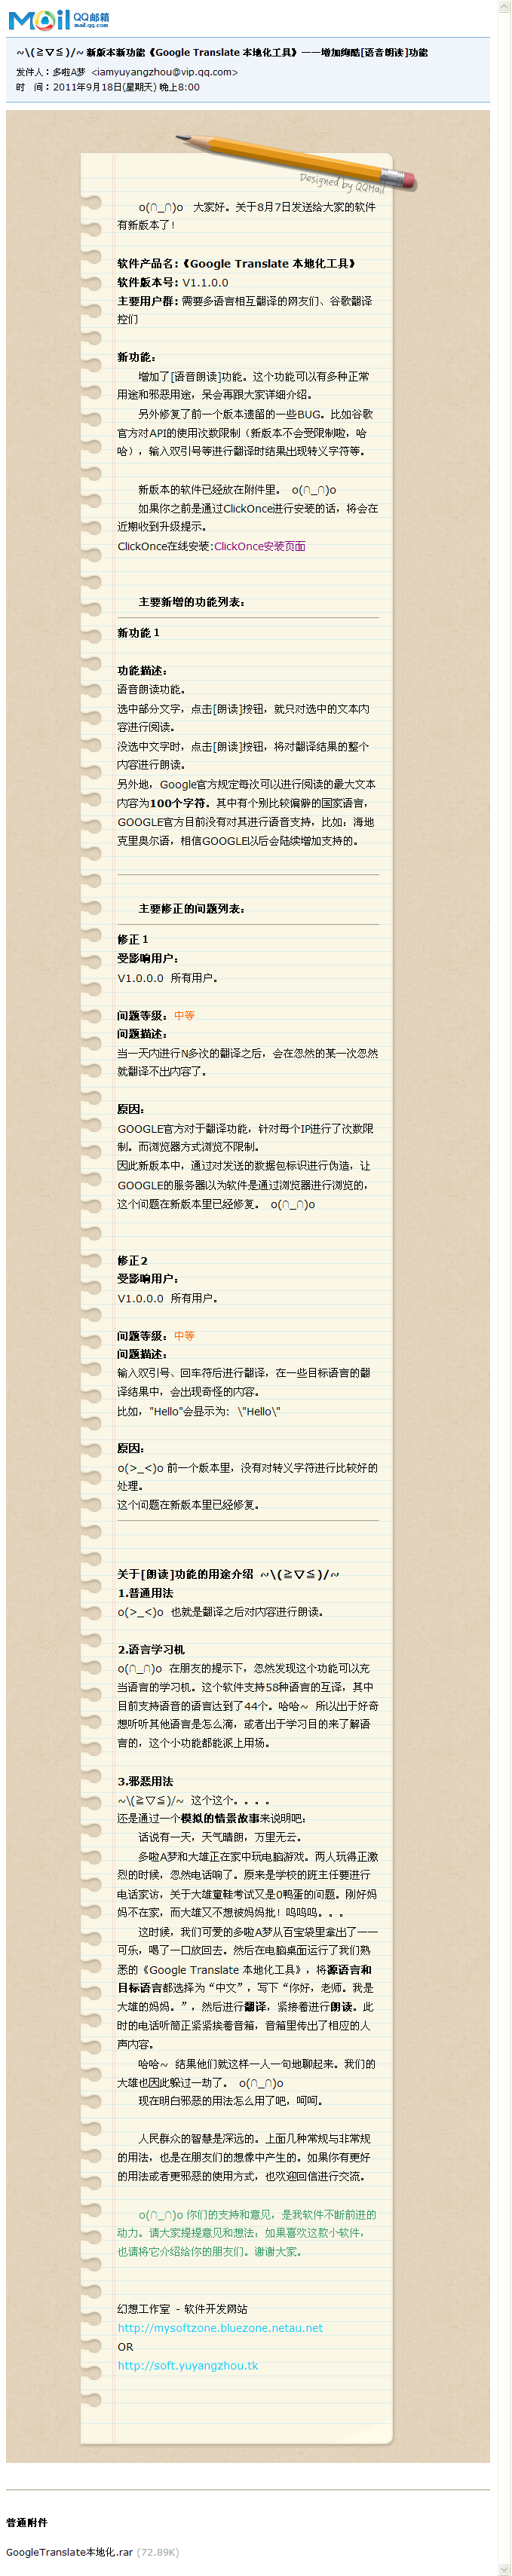 Mail QQ邮箱
mail.qq.com
~\(≧▽≦)/~ 新版本新功能《Google Translate 本地化工具》——增加绚酷[语音朗读]功能
发件人：多啦A梦 <iamyuyangzhou@vip.qq.com>
时 间：2011年9月18日(星期天) 晚上8:00
Designed by QQMail
o(∩_∩)o 大家好。关于8月7日发送给大家的软件
有新版本了!
软件产品名:《Google Translate 本地化工具》
软件版本号: V1.1.0.0
主要用户群: 需要多语言相互翻译的网友们、谷歌翻译
控们
新功能：
增加了[语音朗读]功能。这个功能可以有多种正常
用途和邪恶用途，呆会再跟大家详细介绍。
另外修复了前一个版本遗留的一些BUG。比如谷歌
官方对API的使用次数限制（新版本不会受限制啦，哈
哈），输入双引号等进行翻译时结果出现转义字符等。
新版本的软件已经放在附件里。 o(∩_∩)o
如果你之前是通过ClickOnce进行安装的话，将会在
近期收到升级提示。
ClickOnce在线安装:ClickOnce安装页面
主要新增的功能列表：
新功能１
功能描述：
语音朗读功能。
选中部分文字，点击[朗读]按钮，就只对选中的文本内
容进行阅读。
没选中文字时，点击[朗读]按钮，将对翻译结果的整个
内容进行朗读。
另外地，Google官方规定每次可以进行阅读的最大文本
内容为100个字符。其中有个别比较偏僻的国家语言，
GOOGLE官方目前没有对其进行语音支持，比如：海地
克里奥尔语，相信GOOGLE以后会陆续增加支持的。
主要修正的问题列表：
修正１
受影响用户：
V1.0.0.0 所有用户。
问题等级：中等
问题描述：
当一天内进行N多次的翻译之后，会在忽然的某一次忽然
就翻译不出内容了。
原因：
GOOGLE官方对于翻译功能，针对每个IP进行了次数限
制。而浏览器方式浏览不限制。
因此新版本中，通过对发送的数据包标识进行伪造，让
GOOGLE的服务器以为软件是通过浏览器进行浏览的，
这个问题在新版本里已经修复。 o(∩_∩)o
修正2
受影响用户：
V1.0.0.0 所有用户。
问题等级：中等
问题描述：
输入双引号、回车符后进行翻译，在一些目标语言的翻
译结果中，会出现奇怪的内容。
比如，"Hello"会显示为: \"Hello\"
原因：
o(>_<)o 前一个版本里，没有对转义字符进行比较好的
处理。
这个问题在新版本里已经修复。
关于[朗读]功能的用途介绍 ~\(≧▽≦)/~
1.普通用法
o(>_<)o 也就是翻译之后对内容进行朗读。
2.语言学习机
o(∩_∩)o 在朋友的提示下，忽然发现这个功能可以充
当语言的学习机。这个软件支持58种语言的互译，其中
目前支持语音的语言达到了44个。哈哈~ 所以出于好奇
想听听其他语言是怎么滴，或者出于学习目的来了解语
言的，这个小功能都能派上用场。
3.邪恶用法
~\(≧▽≦)/~ 这个这个。。。。
还是通过一个模拟的情景故事来说明吧：
话说有一天，天气晴朗，万里无云。
多啦A梦和大雄正在家中玩电脑游戏。两人玩得正激
烈的时候，忽然电话响了。原来是学校的班主任要进行
电话家访，关于大雄童鞋考试又是0鸭蛋的问题。刚好妈
妈不在家，而大雄又不想被妈妈批！呜呜呜。。。
这时候，我们可爱的多啦A梦从百宝袋里拿出了——
可乐，喝了一口放回去。然后在电脑桌面运行了我们熟
悉的《Google Translate 本地化工具》，将源语言和
目标语言都选择为“中文”，写下“你好，老师。我是
大雄的妈妈。”，然后进行翻译，紧接着进行朗读。此
时的电话听筒正紧紧挨着音箱，音箱里传出了相应的人
声内容。
哈哈~ 结果他们就这样一人一句地聊起来。我们的
大雄也因此躲过一劫了。 o(∩_∩)o
现在明白邪恶的用法怎么用了吧，呵呵。
人民群众的智慧是深远的。上面几种常规与非常规
的用法，也是在朋友们的想像中产生的。如果你有更好
的用法或者更邪恶的使用方式，也欢迎回信进行交流。
o(∩_∩)o 你们的支持和意见，是我软件不断前进的
动力。请大家提提意见和想法，如果喜欢这款小软件，
也请将它介绍给你的朋友们。谢谢大家。
幻想工作室 - 软件开发网站
http://mysoftzone.bluezone.netau.net
OR
http://soft.yuyangzhou.tk
普通附件
GoogleTranslate本地化.rar (72.89K)